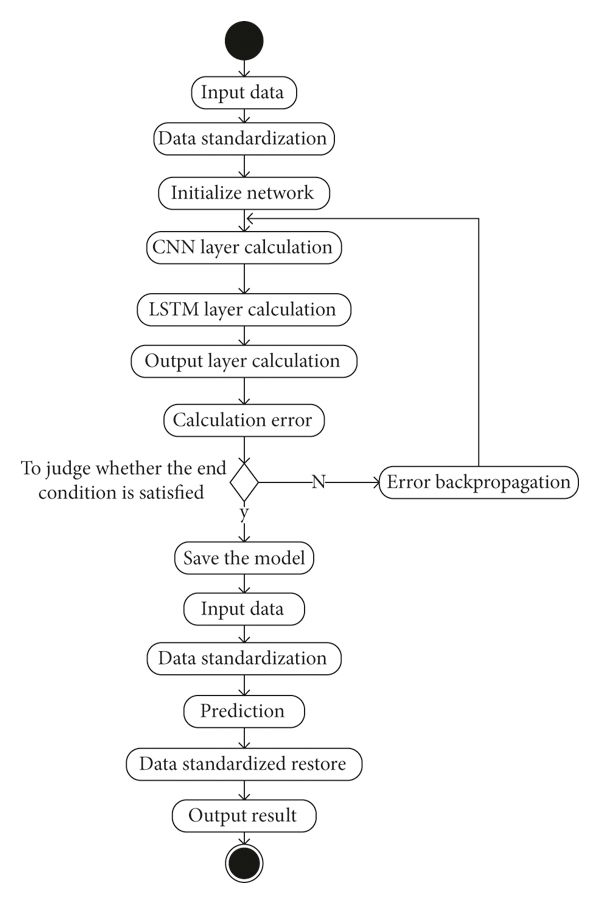 Input data
Data standardization
Initialize network
CNN layer calculation
LSTM layer calculation
Output layer calculation
Calculation error
To judge whether the end
condition is satisfied
N
Error backpropagation
y
Save the model
Input data
Data standardization
Prediction
Data standardized restore
Output result